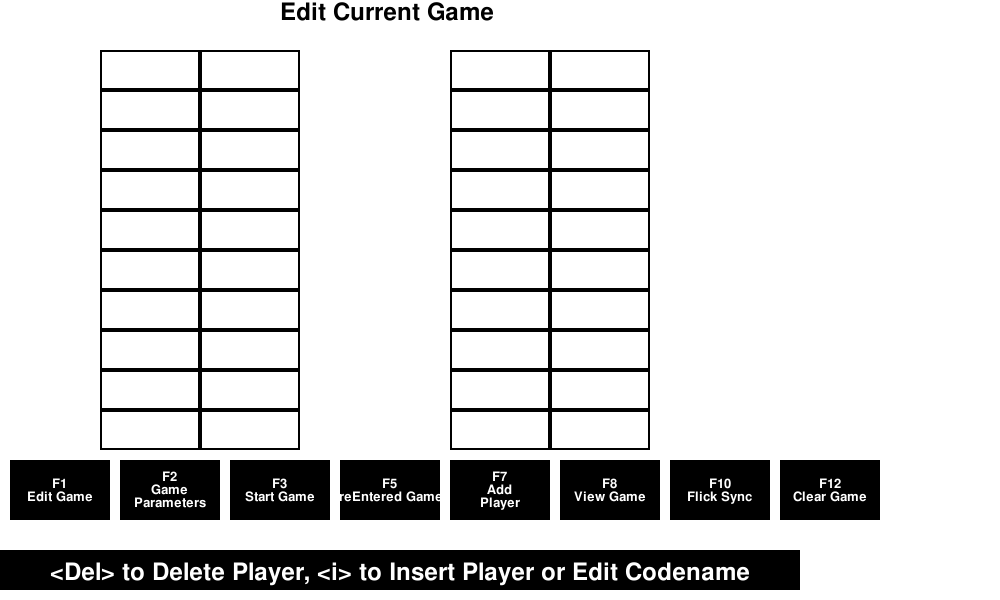 Edit Current Game
F1
Edit Game
F2
Game
Parameters
F3
Start Game
F5
reEntered Game
F7
Add
Player
F8
View Game
F10
Flick Sync
F12
Clear Game
<Del> to Delete Player, <i> to Insert Player or Edit Codename